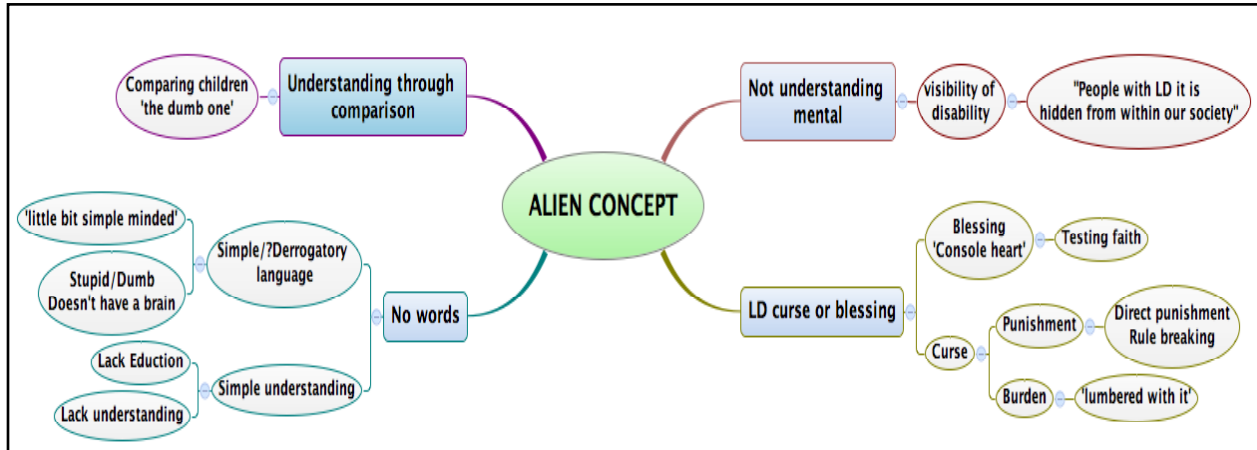 Comparing children
'the dumb one'
Understanding through
comparison
Not understanding
mental
visibility of
disability
"People with LD it is
hidden from within our society"
ALIEN CONCEPT
'little bit simple minded'
Stupid/Dumb
Doesn't have a brain
Simple/?Derrogatory
language
No words
Lack Eduction
Lack understanding
Simple understanding
LD curse or blessing
Blessing
'Console heart'
Testing faith
Curse
Punishment
Direct punishment
Rule breaking
Burden
'lumbered with it'